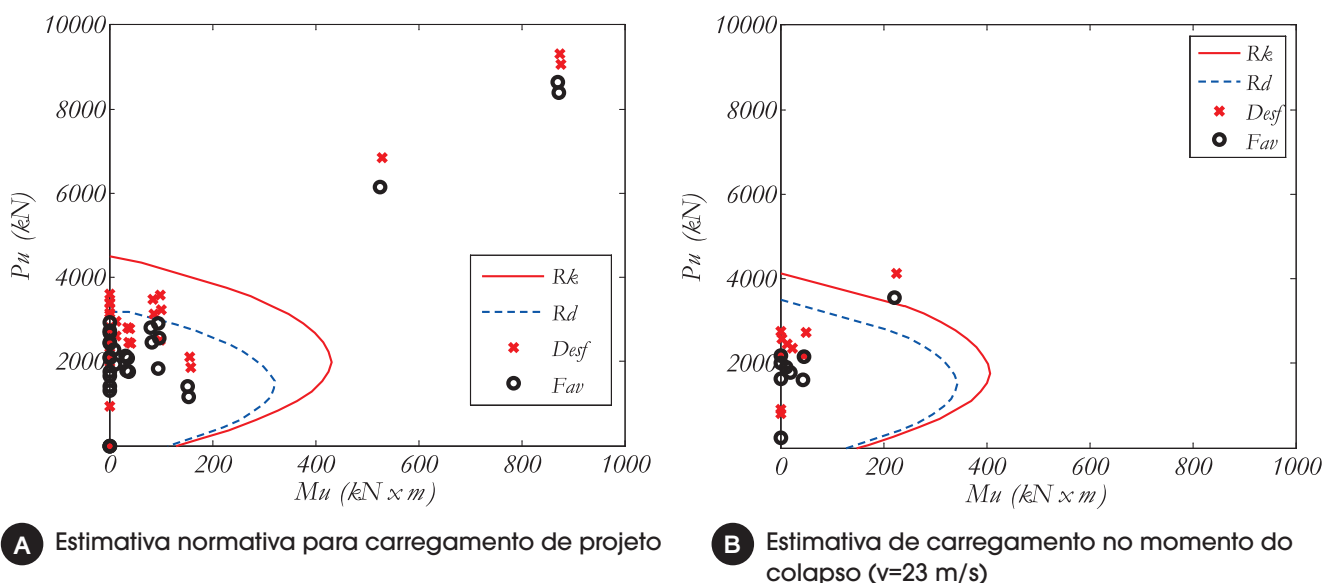 10000
8000
6000
4000
2000
0
0
200
400
600
800
1000
Pu (kN)
Mu (kN x m)
Rk
Rd
Desf
Fav
A Estimativa normativa para carregamento de projeto
10000
8000
6000
4000
2000
0
0
200
400
600
800
1000
Pu (kN)
Mu (kN x m)
Rk
Rd
Desf
Fav
B Estimativa de carregamento no momento do
colapso (v=23 m/s)